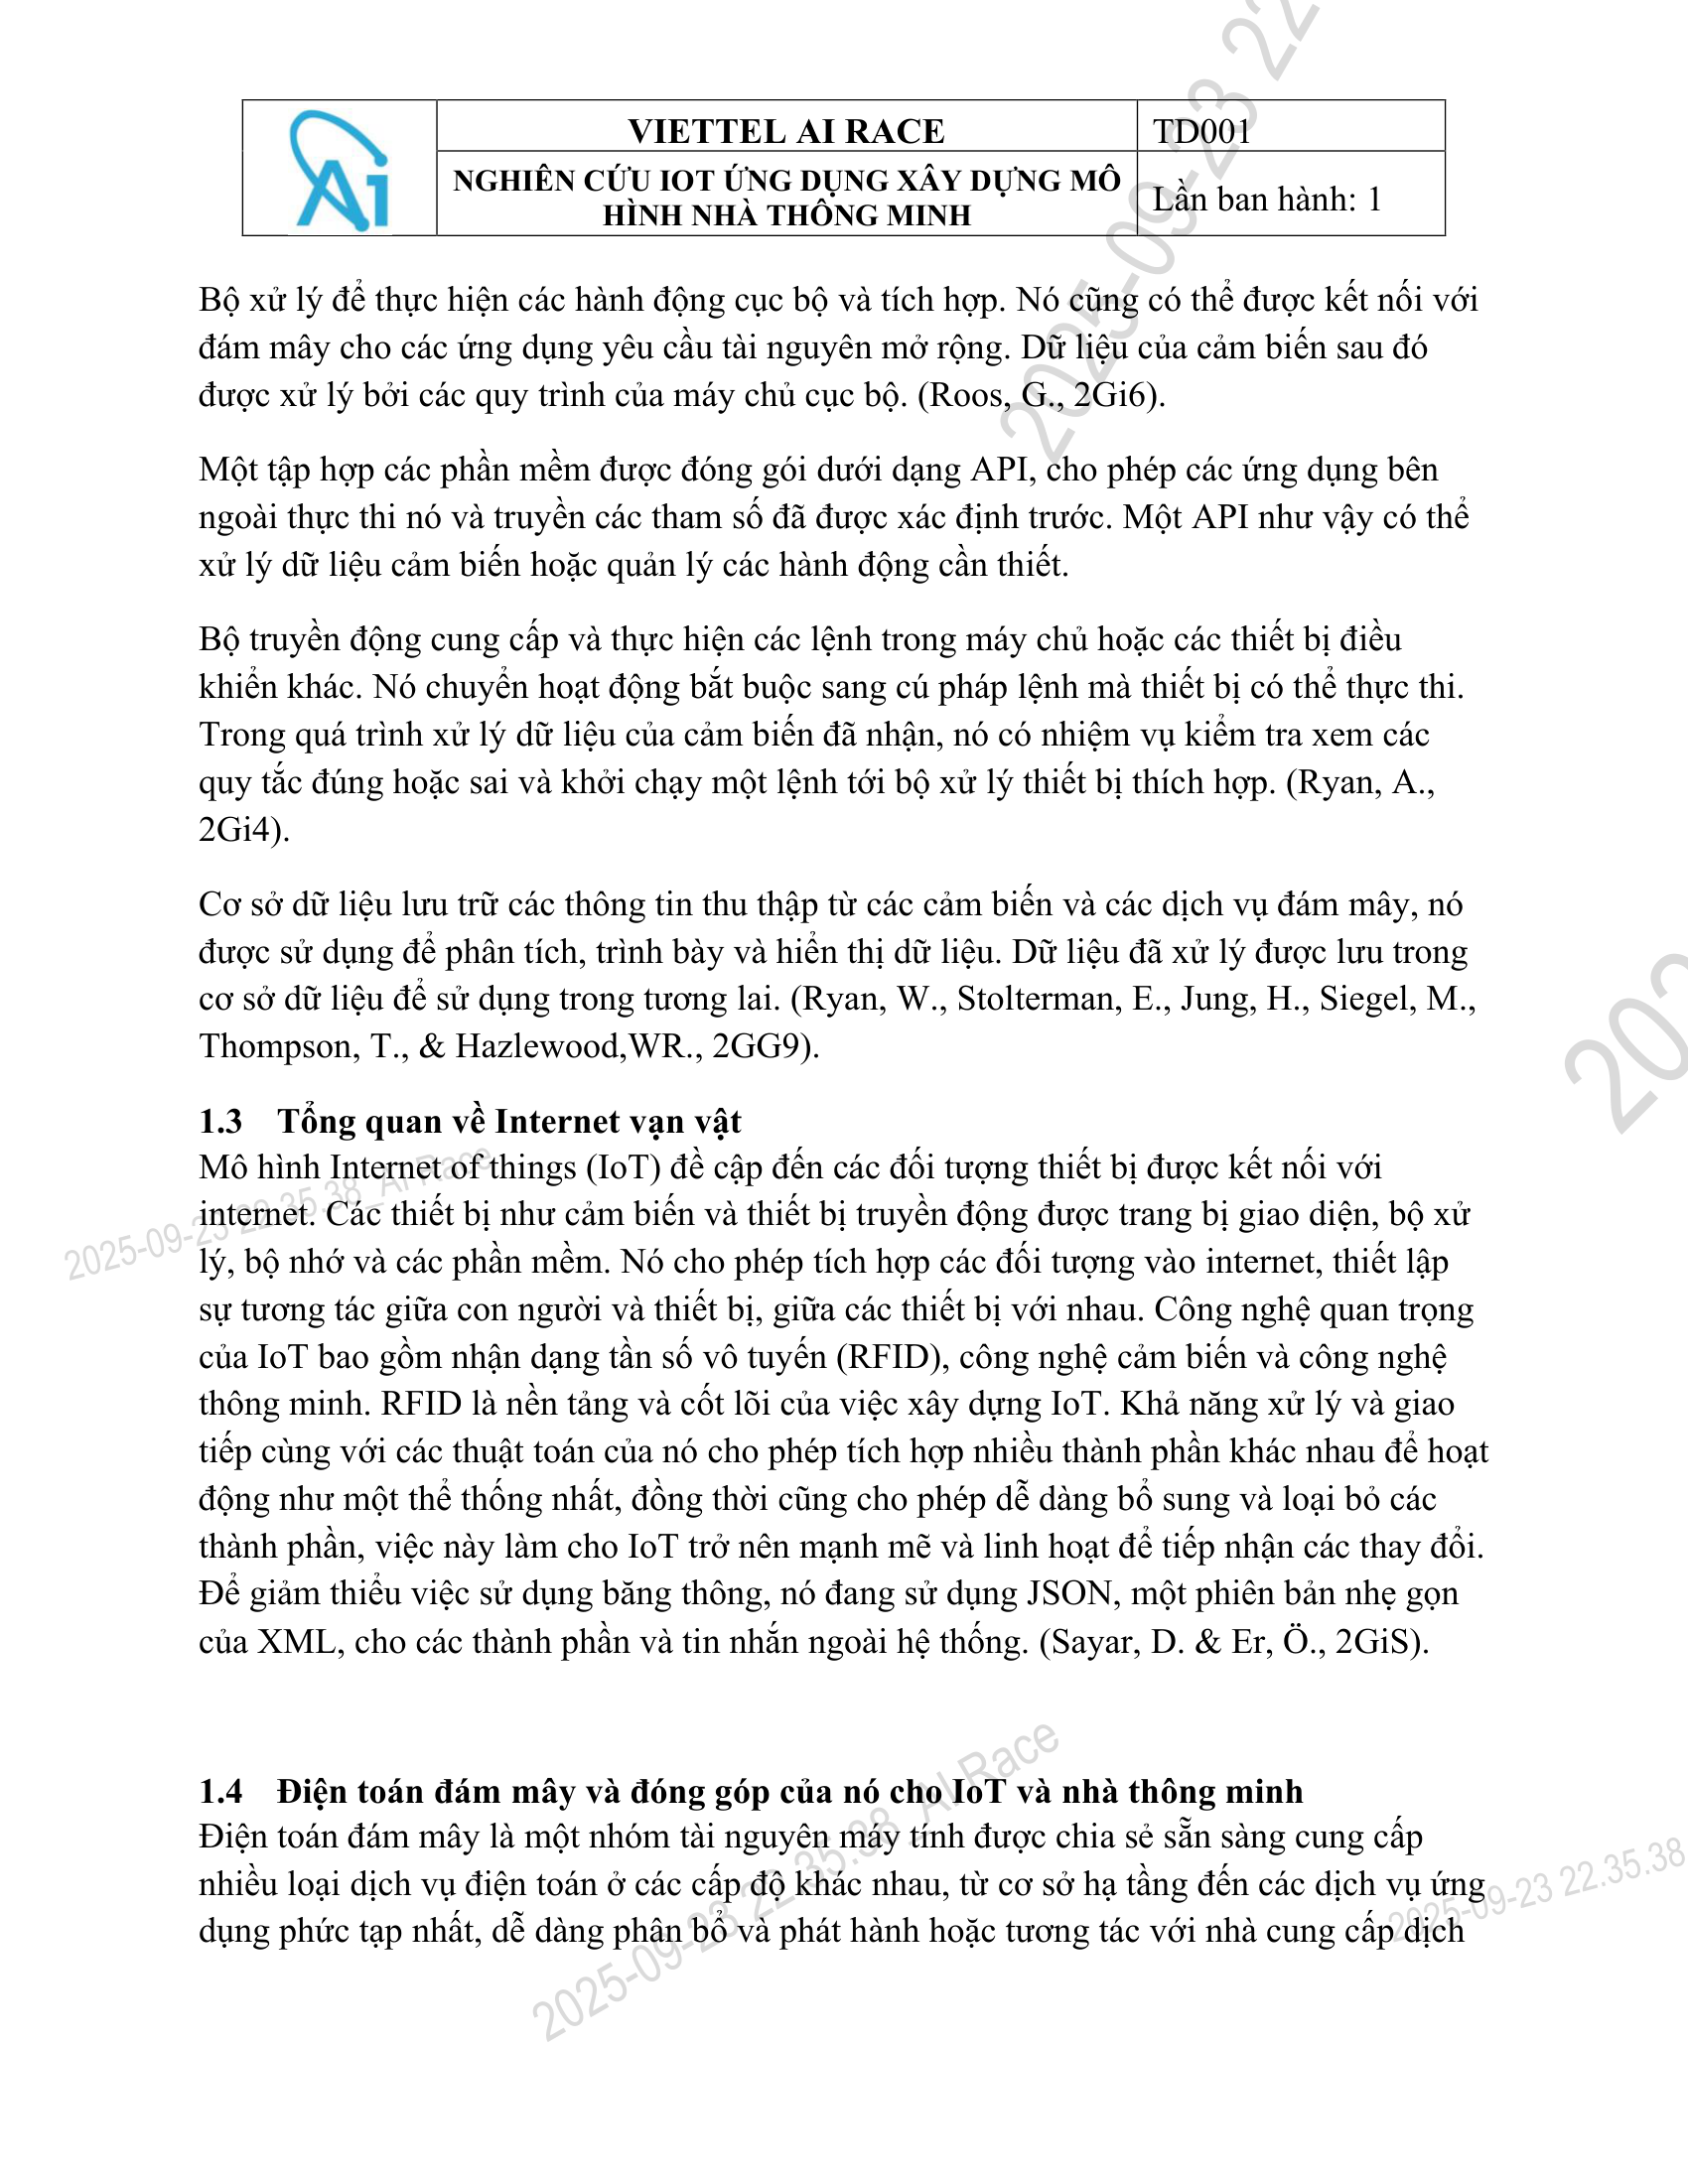 VIETTEL AI RACE
TD001
NGHIÊN CỨU IOT ỨNG DỤNG XÂY DỰNG MÔ
HÌNH NHÀ THÔNG MINH
Lần ban hành: 1
Ai
Bộ xử lý để thực hiện các hành động cục bộ và tích hợp. Nó cũng có thể được kết nối với
đám mây cho các ứng dụng yêu cầu tài nguyên mở rộng. Dữ liệu của cảm biến sau đó
được xử lý bởi các quy trình của máy chủ cục bộ. (Roos, G., 2Gi6).
Một tập hợp các phần mềm được đóng gói dưới dạng API, cho phép các ứng dụng bên
ngoài thực thi nó và truyền các tham số đã được xác định trước. Một API như vậy có thể
xử lý dữ liệu cảm biến hoặc quản lý các hành động cần thiết.
Bộ truyền động cung cấp và thực hiện các lệnh trong máy chủ hoặc các thiết bị điều
khiển khác. Nó chuyển hoạt động bắt buộc sang cú pháp lệnh mà thiết bị có thể thực thi.
Trong quá trình xử lý dữ liệu của cảm biến đã nhận, nó có nhiệm vụ kiểm tra xem các
quy tắc đúng hoặc sai và khởi chạy một lệnh tới bộ xử lý thiết bị thích hợp. (Ryan, A.,
2Gi4).
Cơ sở dữ liệu lưu trữ các thông tin thu thập từ các cảm biến và các dịch vụ đám mây, nó
được sử dụng để phân tích, trình bày và hiển thị dữ liệu. Dữ liệu đã xử lý được lưu trong
cơ sở dữ liệu để sử dụng trong tương lai. (Ryan, W., Stolterman, E., Jung, H., Siegel, M.,
Thompson, T., & Hazlewood,WR., 2GG9).
1.3 Tổng quan về Internet vạn vật
Mô hình Internet of things (IoT) đề cập đến các đối tượng thiết bị được kết nối với
internet. Các thiết bị như cảm biến và thiết bị truyền động được trang bị giao diện, bộ xử
lý, bộ nhớ và các phần mềm. Nó cho phép tích hợp các đối tượng vào internet, thiết lập
sự tương tác giữa con người và thiết bị, giữa các thiết bị với nhau. Công nghệ quan trọng
của IoT bao gồm nhận dạng tần số vô tuyến (RFID), công nghệ cảm biến và công nghệ
thông minh. RFID là nền tảng và cốt lõi của việc xây dựng IoT. Khả năng xử lý và giao
tiếp cùng với các thuật toán của nó cho phép tích hợp nhiều thành phần khác nhau để hoạt
động như một thể thống nhất, đồng thời cũng cho phép dễ dàng bổ sung và loại bỏ các
thành phần, việc này làm cho IoT trở nên mạnh mẽ và linh hoạt để tiếp nhận các thay đổi.
Để giảm thiểu việc sử dụng băng thông, nó đang sử dụng JSON, một phiên bản nhẹ gọn
của XML, cho các thành phần và tin nhắn ngoài hệ thống. (Sayar, D. & Er, Ö., 2GiS).
1.4 Điện toán đám mây và đóng góp của nó cho IoT và nhà thông minh
Điện toán đám mây là một nhóm tài nguyên máy tính được chia sẻ sẵn sàng cung cấp
nhiều loại dịch vụ điện toán ở các cấp độ khác nhau, từ cơ sở hạ tầng đến các dịch vụ ứng
dụng phức tạp nhất, dễ dàng phân bổ và phát hành hoặc tương tác với nhà cung cấp dịch
2025-09-23 22
202
2025-09-23 22.35.38_AI Race
2025-09-23 22.35.38_AI Race
2025-09-23 22.35.38